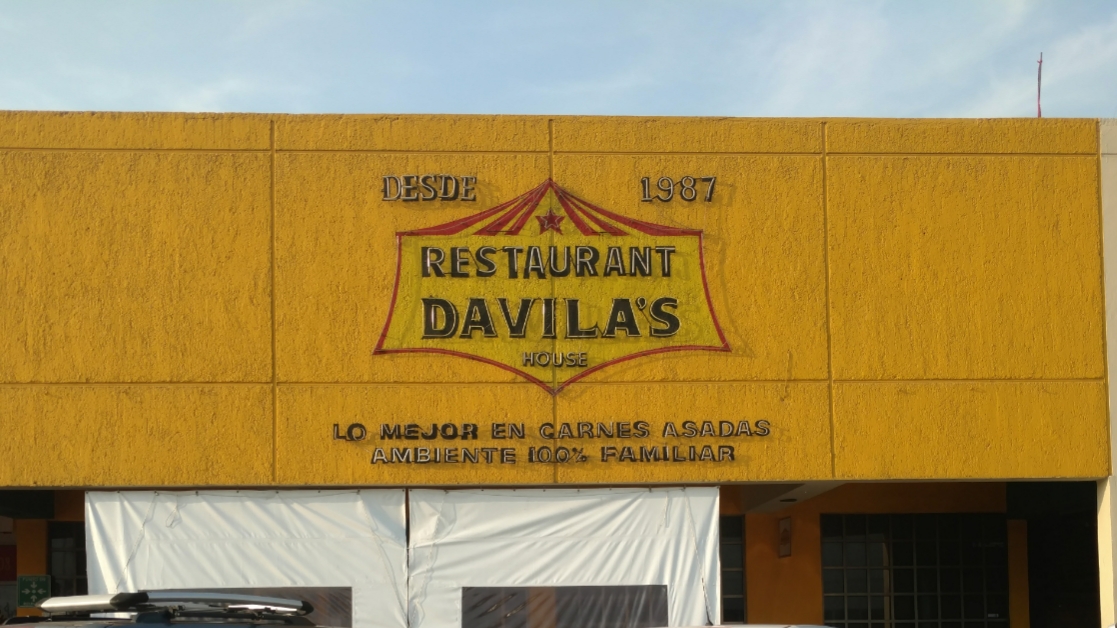 DESDE 1987
RESTAURANT
DAVILA'S
HOUSE
LO MEJOR EN CARNES ASADAS
AMBIENTE 100% FAMILIAR